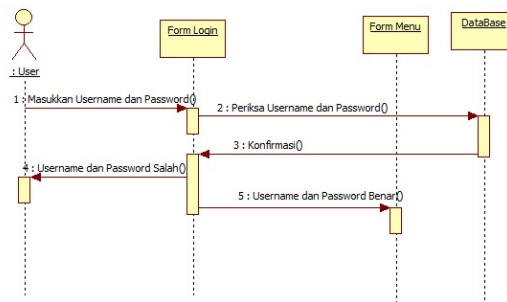 Form Login
Form Menu
DataBase
: User
1 : Masukkan Username dan Password()
2 : Periksa Username dan Password()
3 : Konfirmasi()
4 : Username dan Password Salah()
5 : Username dan Password Benar()